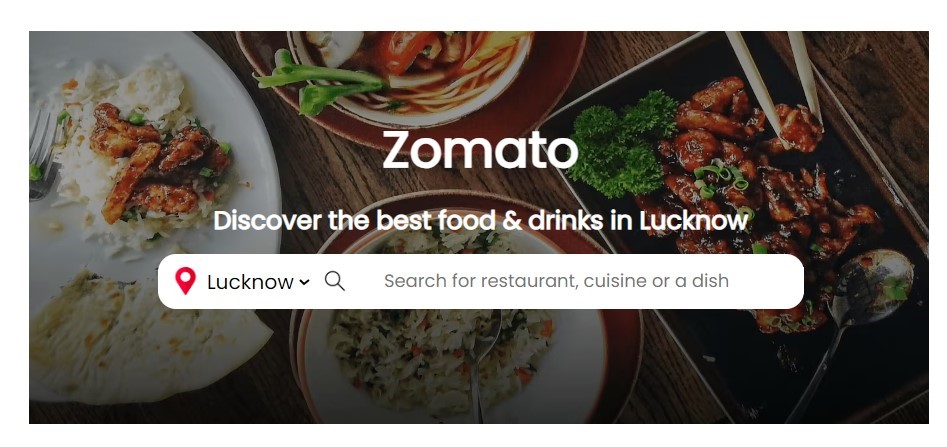 Zomato
Discover the best food & drinks in Lucknow
Lucknow Search for restaurant, cuisine or a dish